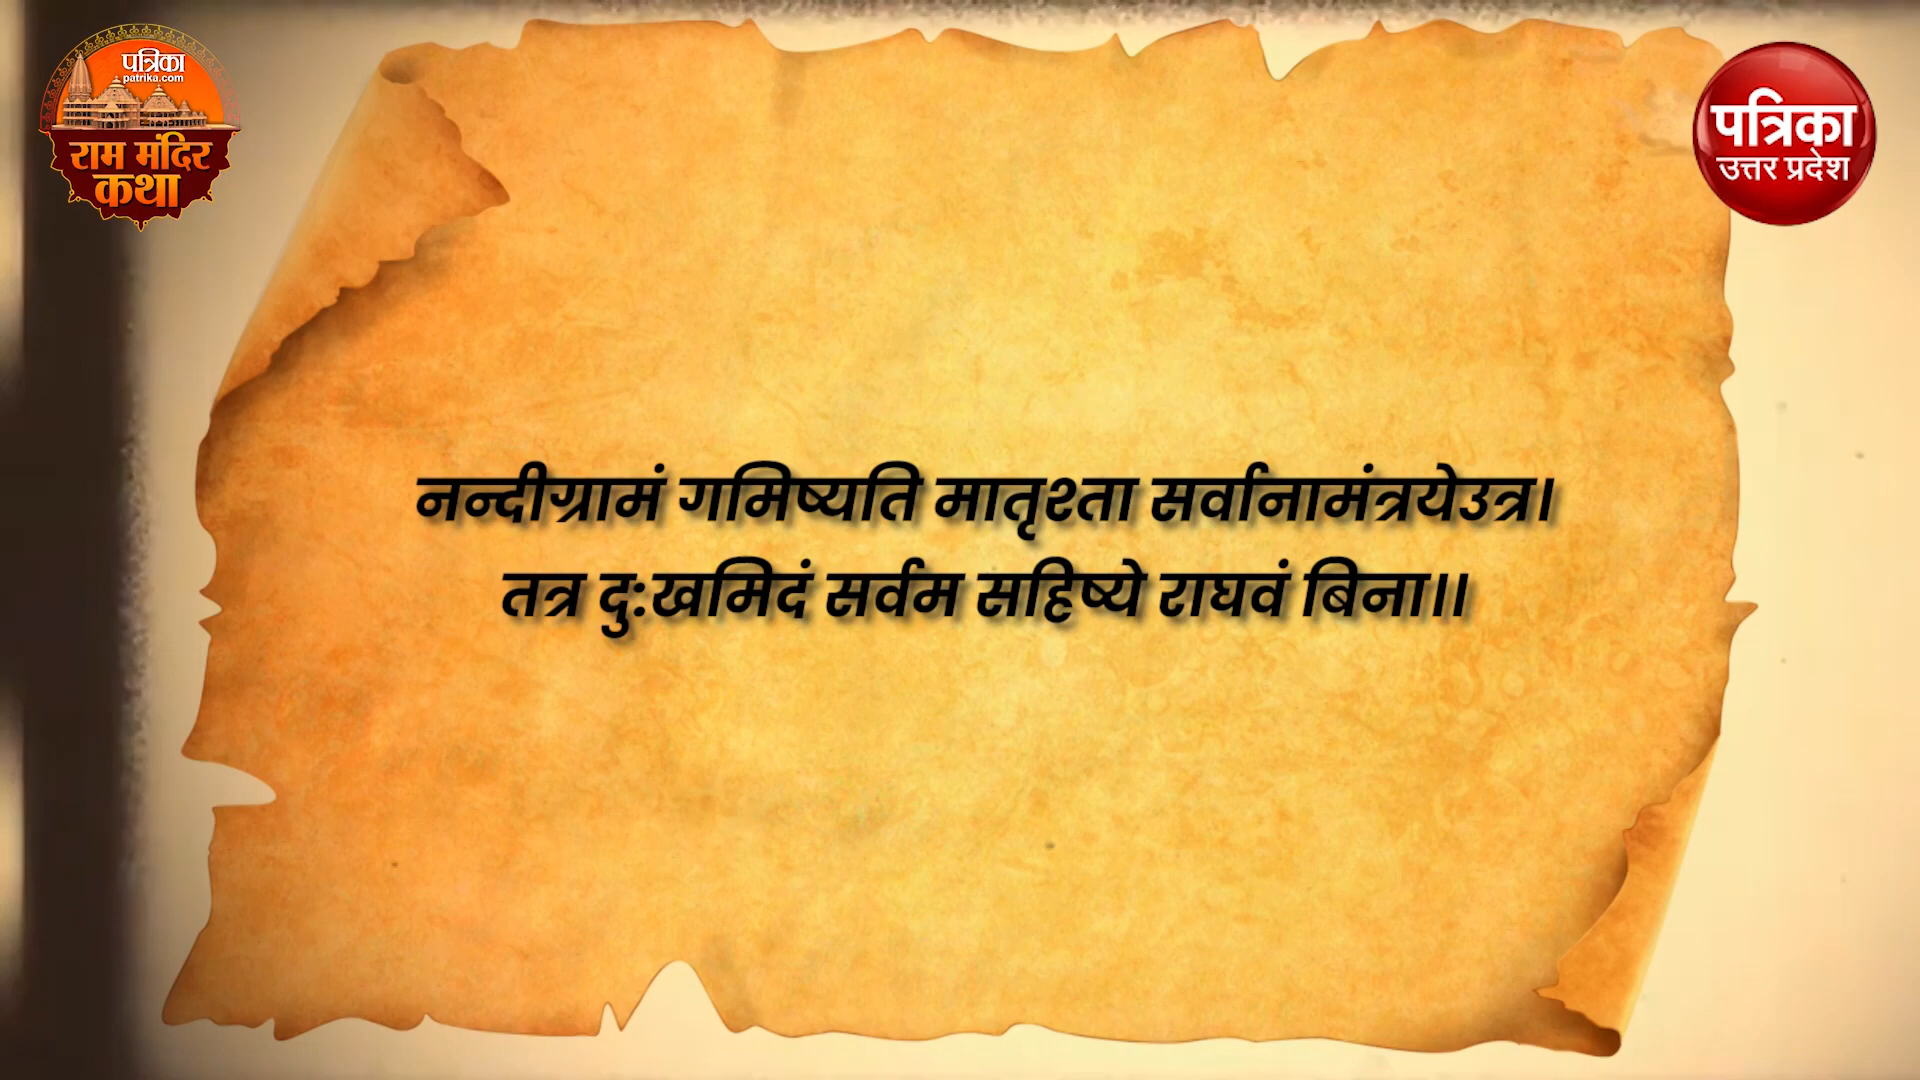 पत्रिका
patrika.com
राम मंदिर
कथा
पत्रिका
उत्तर प्रदेश
नन्दीग्रामं गमिष्यति मातृश्ता सर्वानामंत्रयेउत्र।
तत्र दु:खमिदं सर्वम सहिष्ये राघवं बिना।।